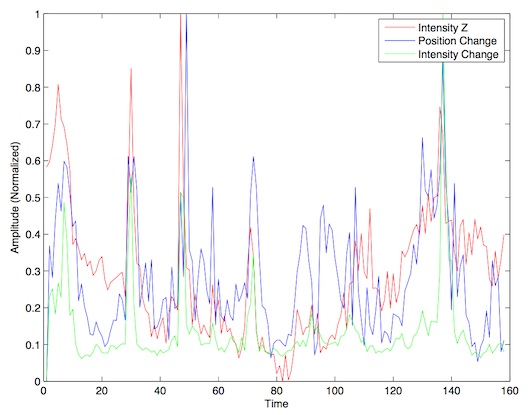 Intensity Z
Position Change
Intensity Change
Amplitude (Normalized)
1
0.9
0.8
0.7
0.6
0.5
0.4
0.3
0.2
0.1
0
0 20 40 60 80 100 120 140 160
Time